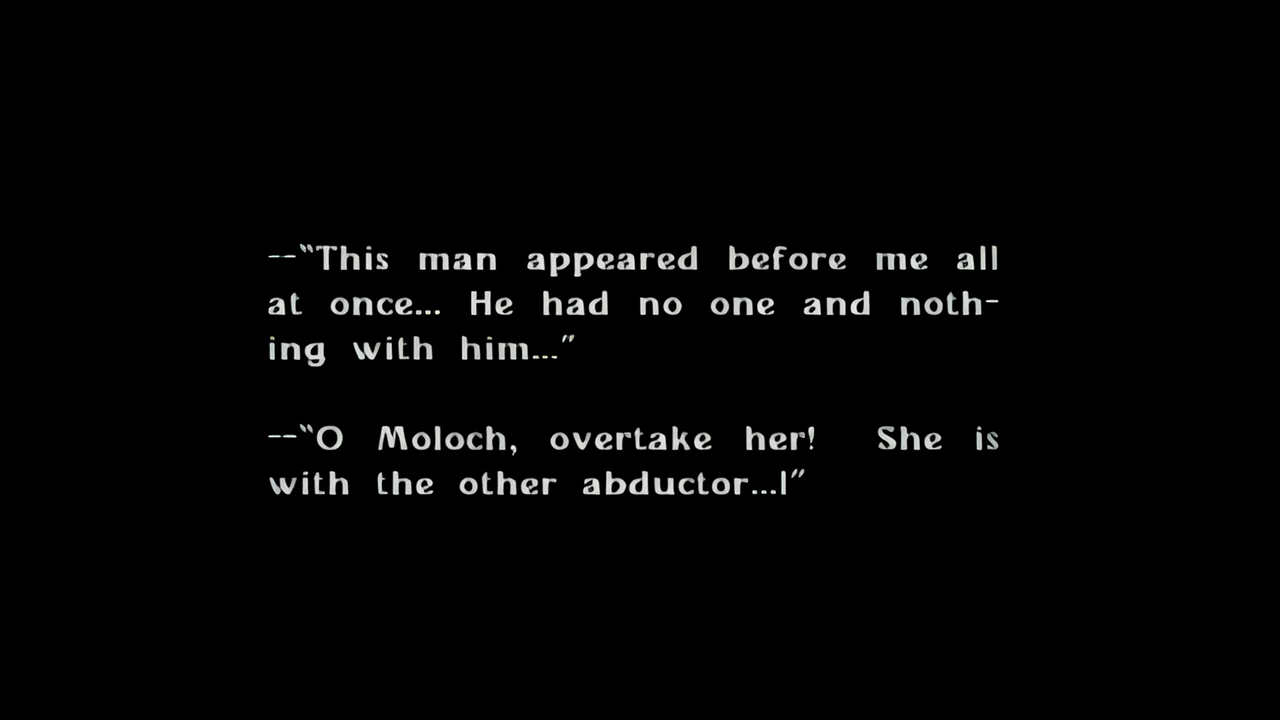 --“This man appeared before me all
at once... He had no one and noth-
ing with him...”
--“O Moloch, overtake her! She is
with the other abductor...!”